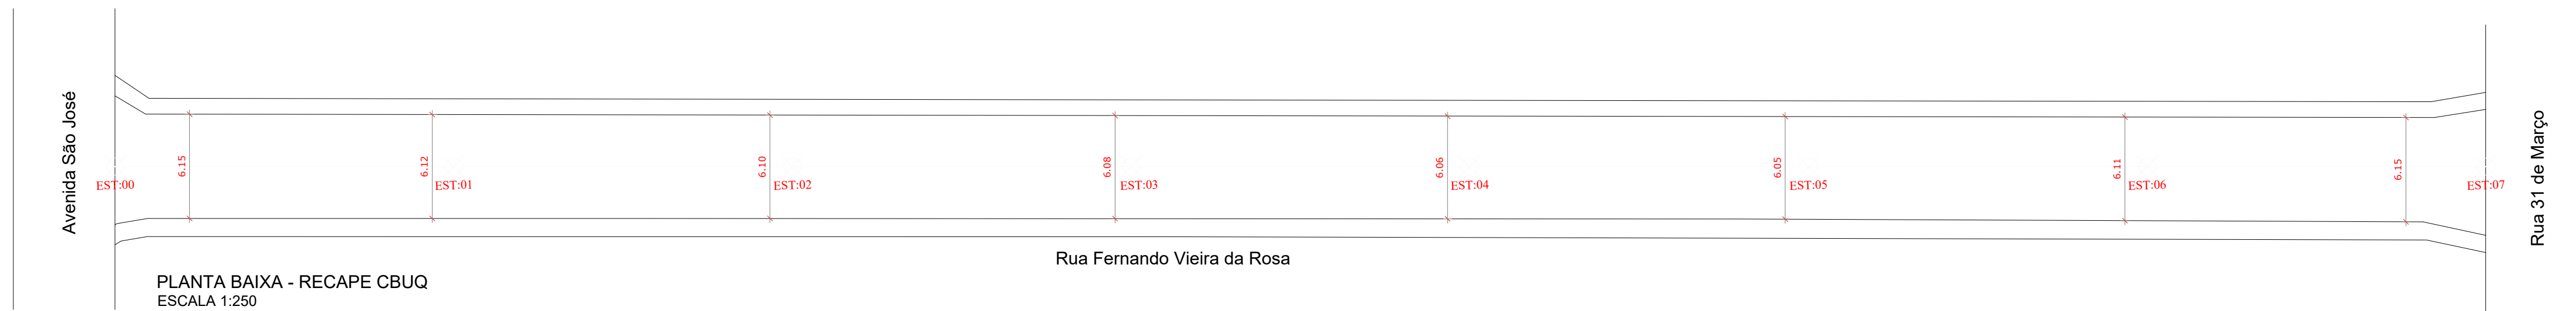 Avenida São José
EST:00
6.15
6.12
EST:01
6.10
EST:02
6.08
EST:03
6.06
EST:04
6.05
EST:05
6.11
EST:06
6.15
EST:07
Rua 31 de Março
Rua Fernando Vieira da Rosa
PLANTA BAIXA - RECAPE CBUQ
ESCALA 1:250